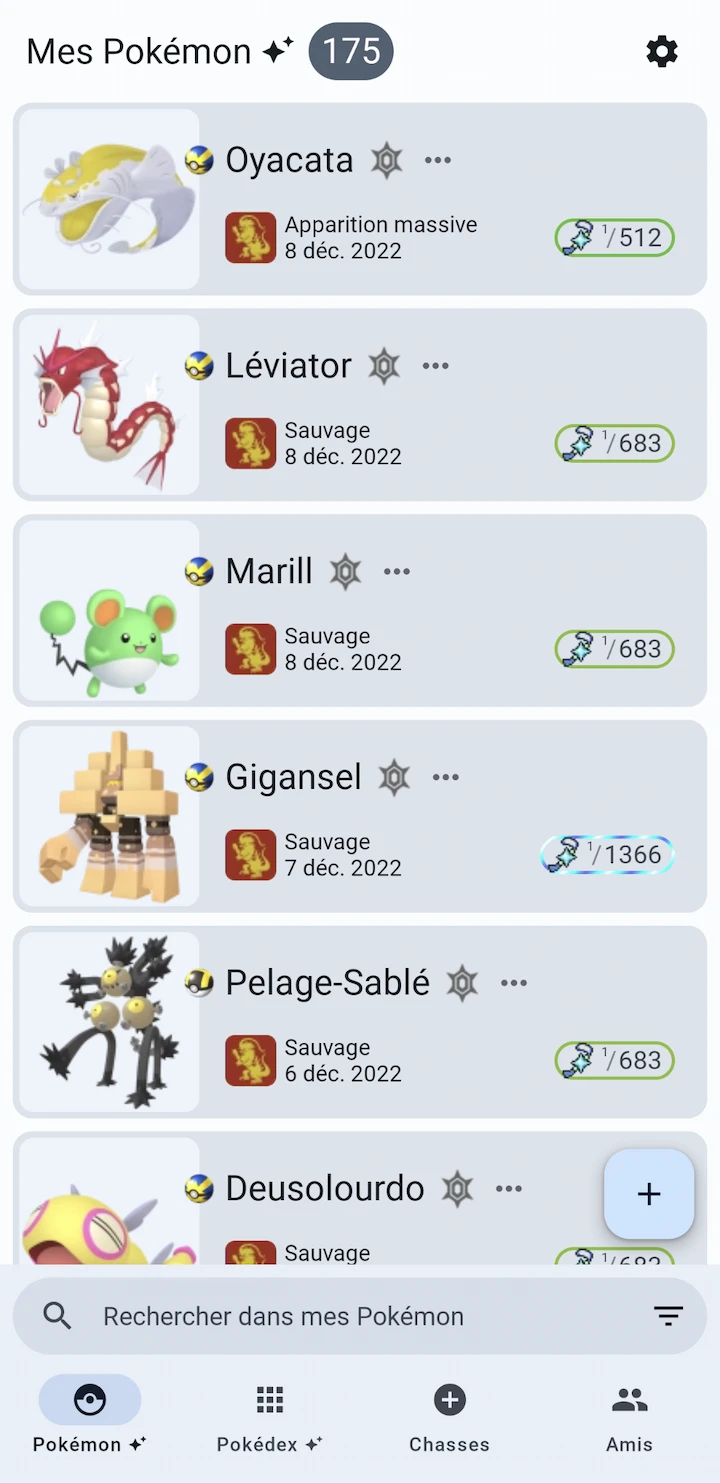 Mes Pokémon 175
Oyacata
Apparition massive
8 déc. 2022
1/512
Léviator
Sauvage
8 déc. 2022
1/683
Marill
Sauvage
8 déc. 2022
1/683
Gigansel
Sauvage
7 déc. 2022
1/1366
Pelage-Sablé
Sauvage
6 déc. 2022
1/683
Deusolourdo
Sauvage
+
Rechercher dans mes Pokémon
Pokémon
Pokédex
Chasses
Amis